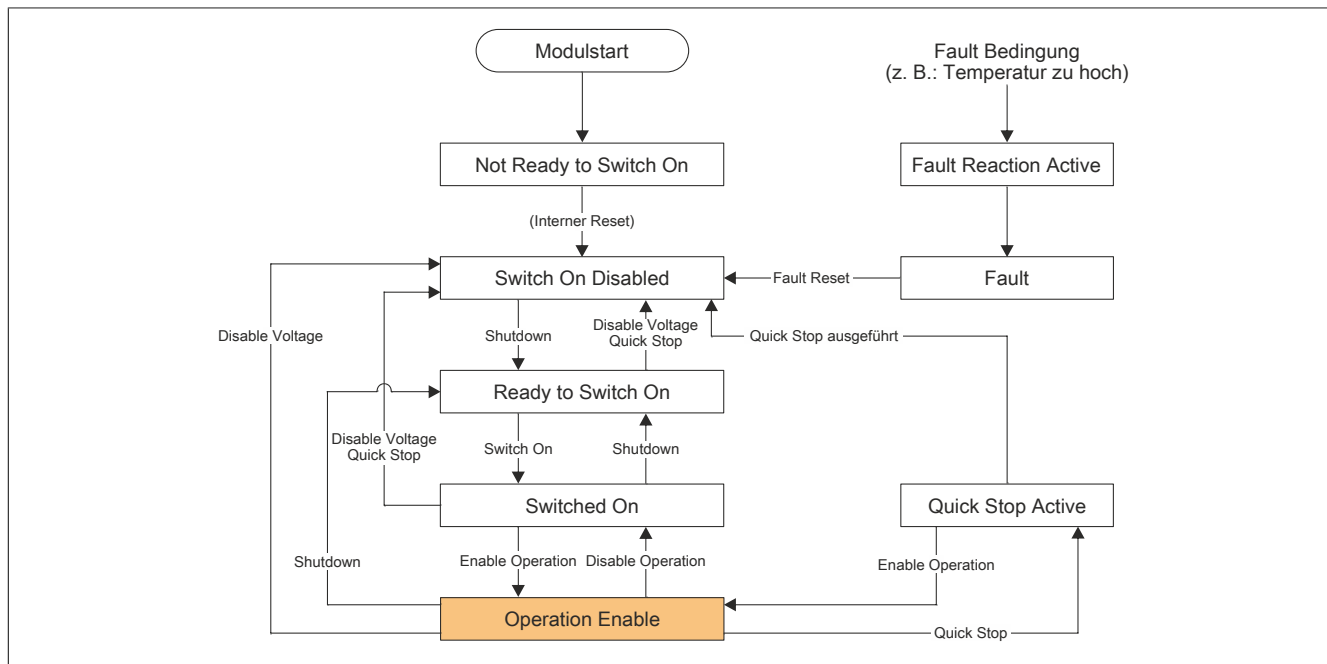 Modulstart
Fault Bedingung
(z. B.: Temperatur zu hoch)
Not Ready to Switch On
Fault Reaction Active
(Interner Reset)
Switch On Disabled
Fault Reset
Fault
Disable Voltage
Shutdown
Disable Voltage
Quick Stop
Quick Stop ausgeführt
Ready to Switch On
Disable Voltage
Quick Stop
Switch On
Shutdown
Switched On
Quick Stop Active
Shutdown
Enable Operation
Disable Operation
Enable Operation
Operation Enable
Quick Stop